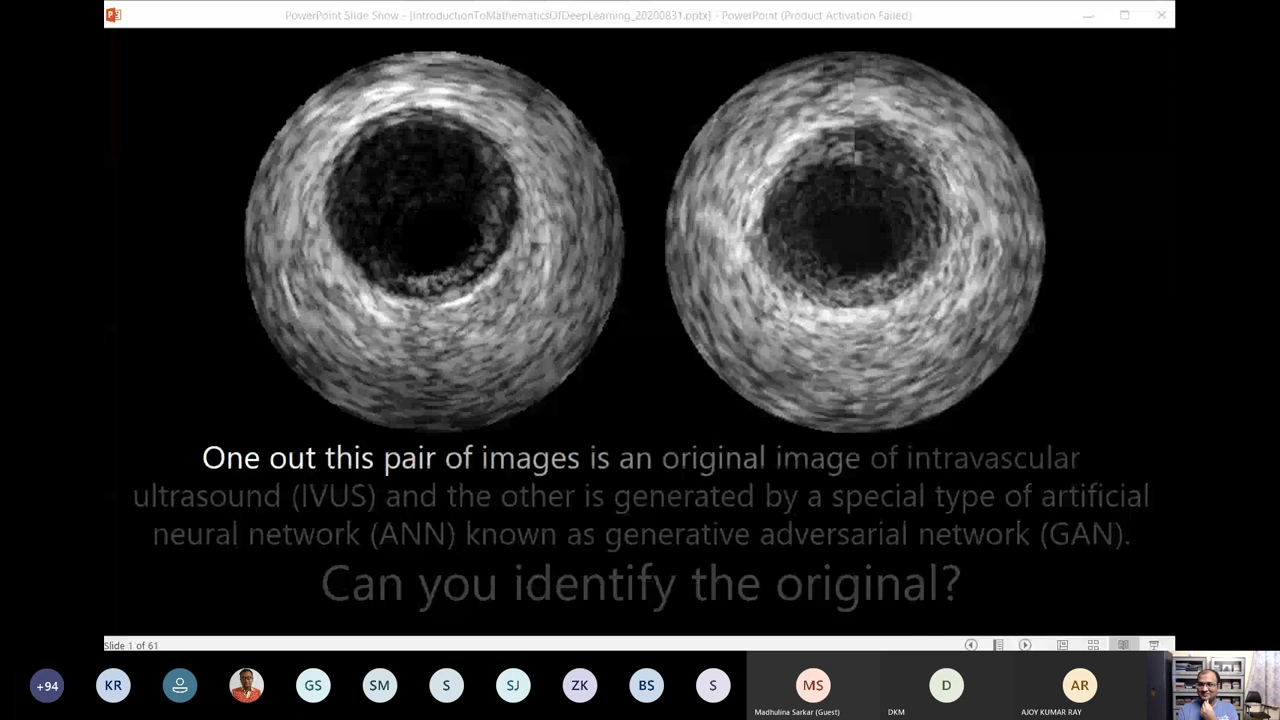 PowerPoint Slide Show - [IntroductionToMathematicsOfDeepLearning_20200831.pptx] - PowerPoint (Product Activation Failed)
One out this pair of images is an original image of intravascular
ultrasound (IVUS) and the other is generated by a special type of artificial
neural network (ANN) known as generative adversarial network (GAN).
Can you identify the original?
Slide 1 of 61
+94 KR GS SM S SJ ZK BS S MS D AR
Madhulina Sarkar (Guest) DKM AJOY KUMAR RAY